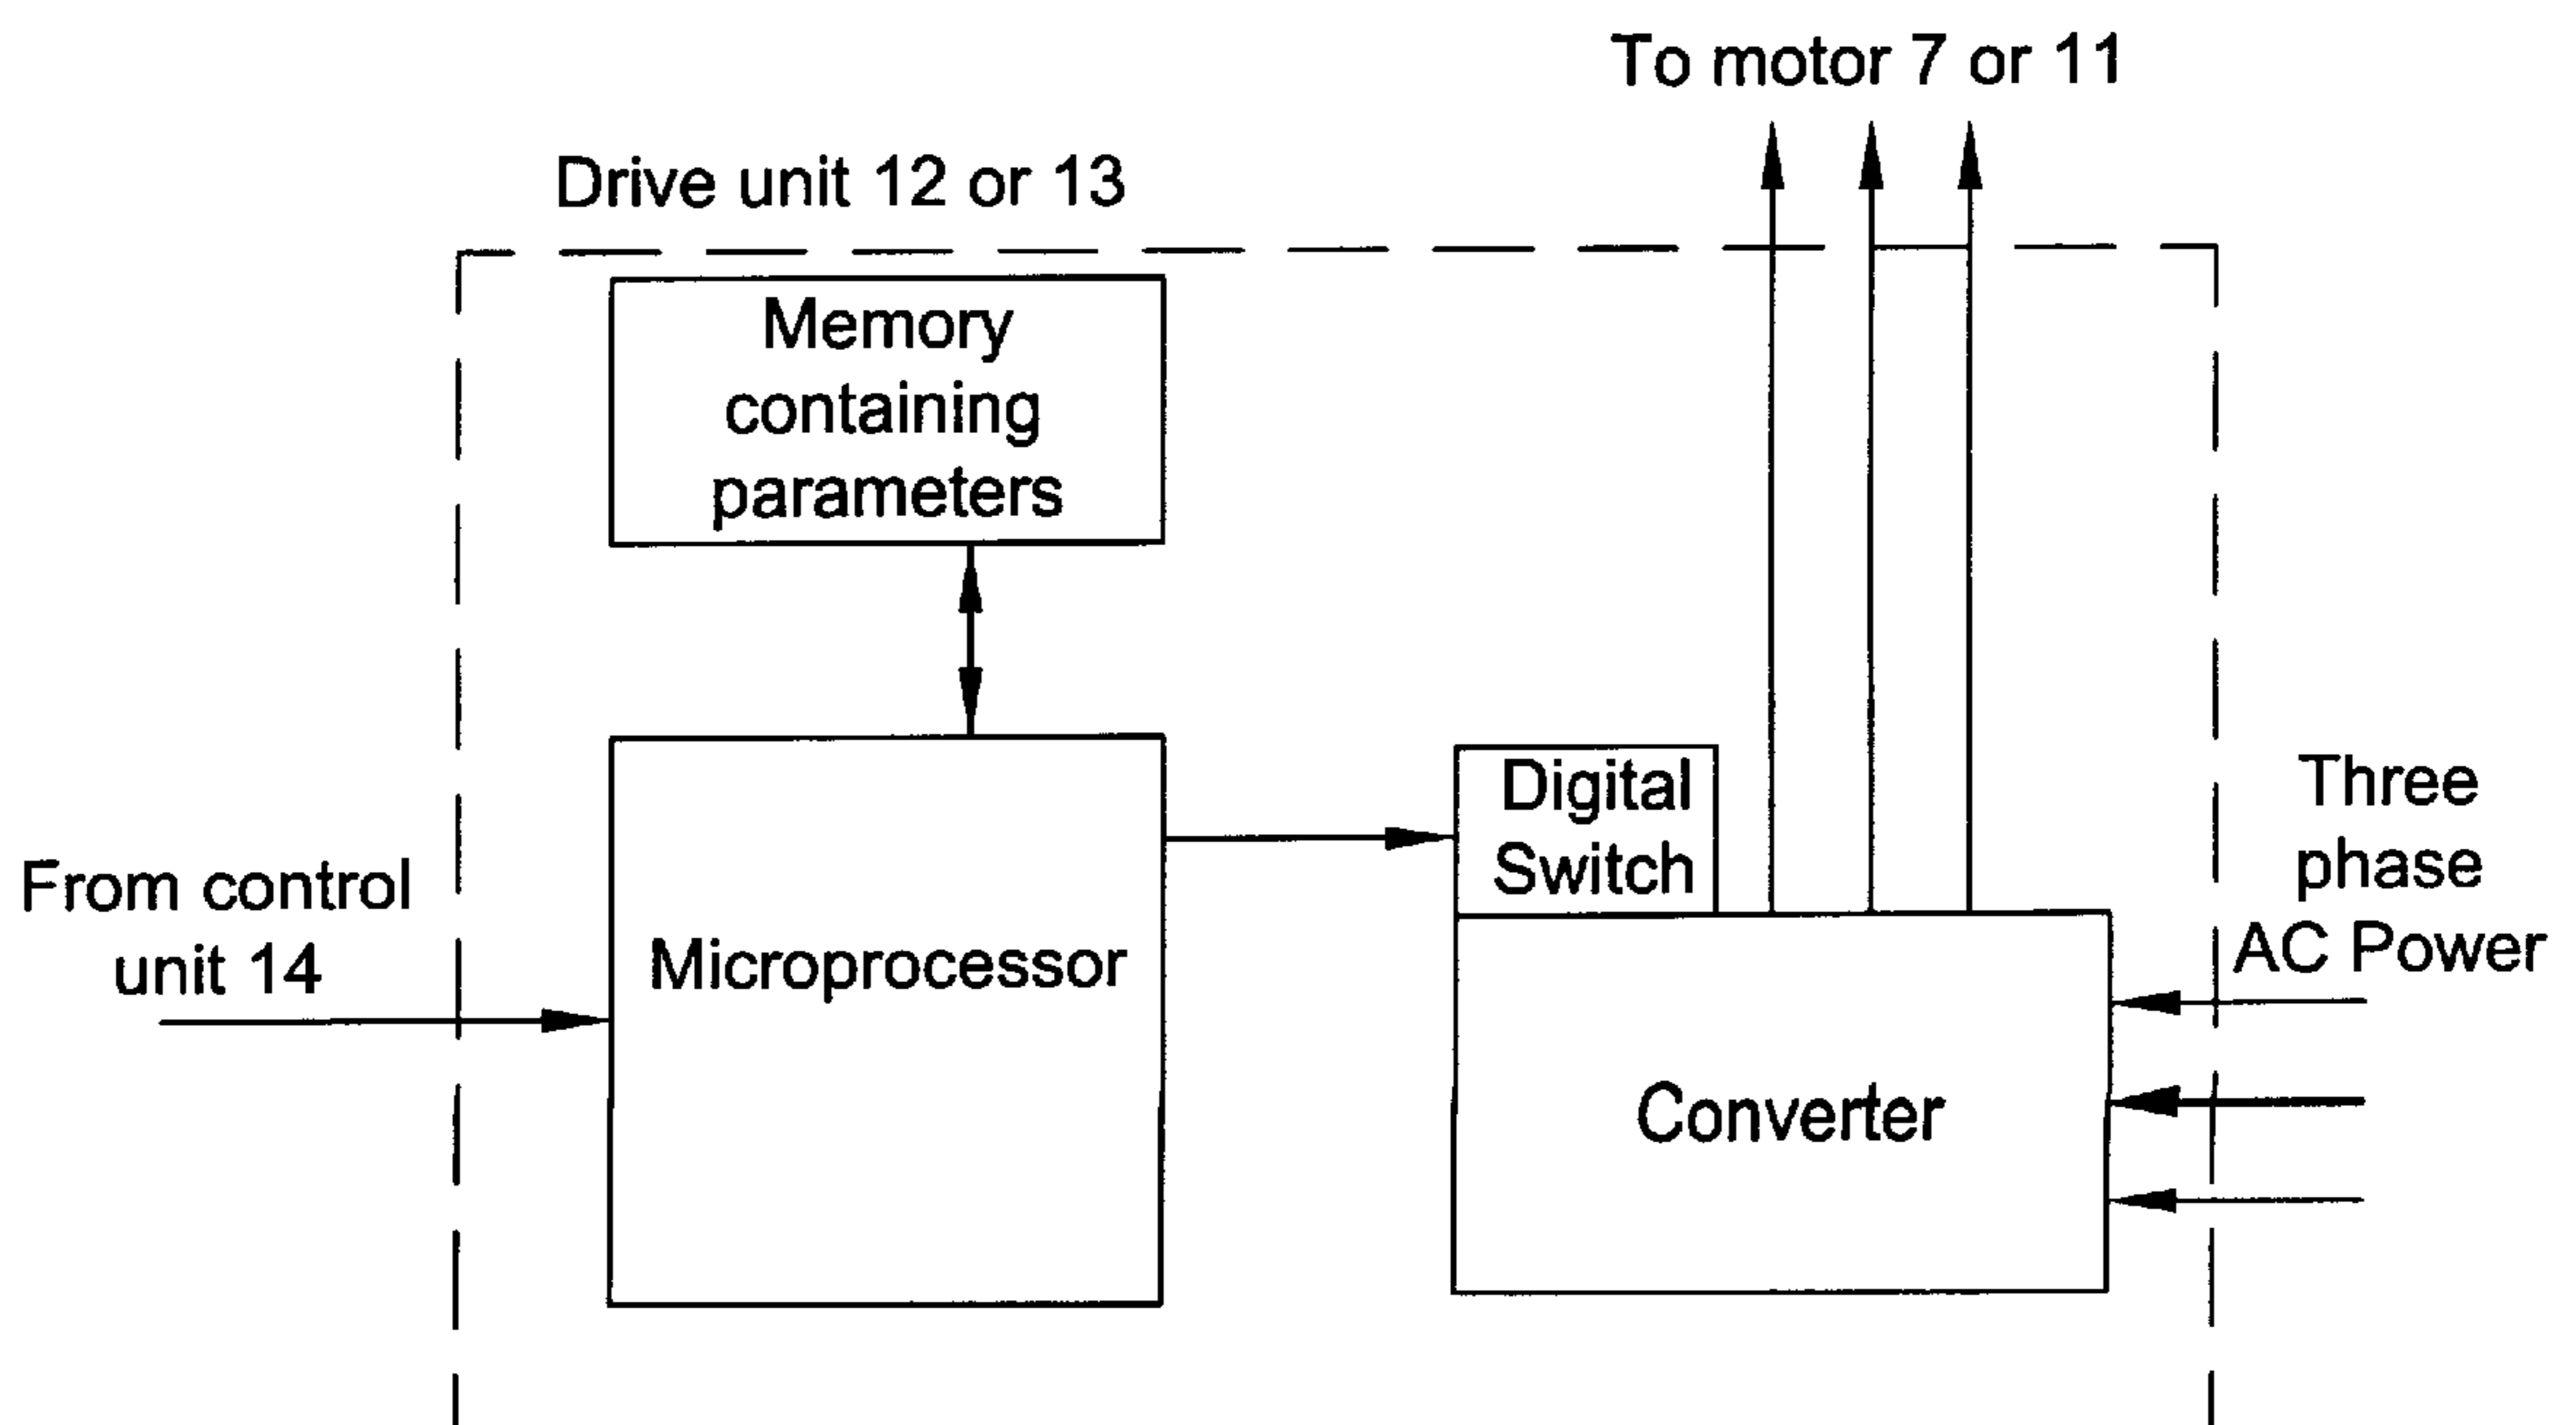 To motor 7 or 11
Drive unit 12 or 13
Memory
containing
parameters
Digital
Switch
Three
phase
AC Power
From control
unit 14
Microprocessor
Converter